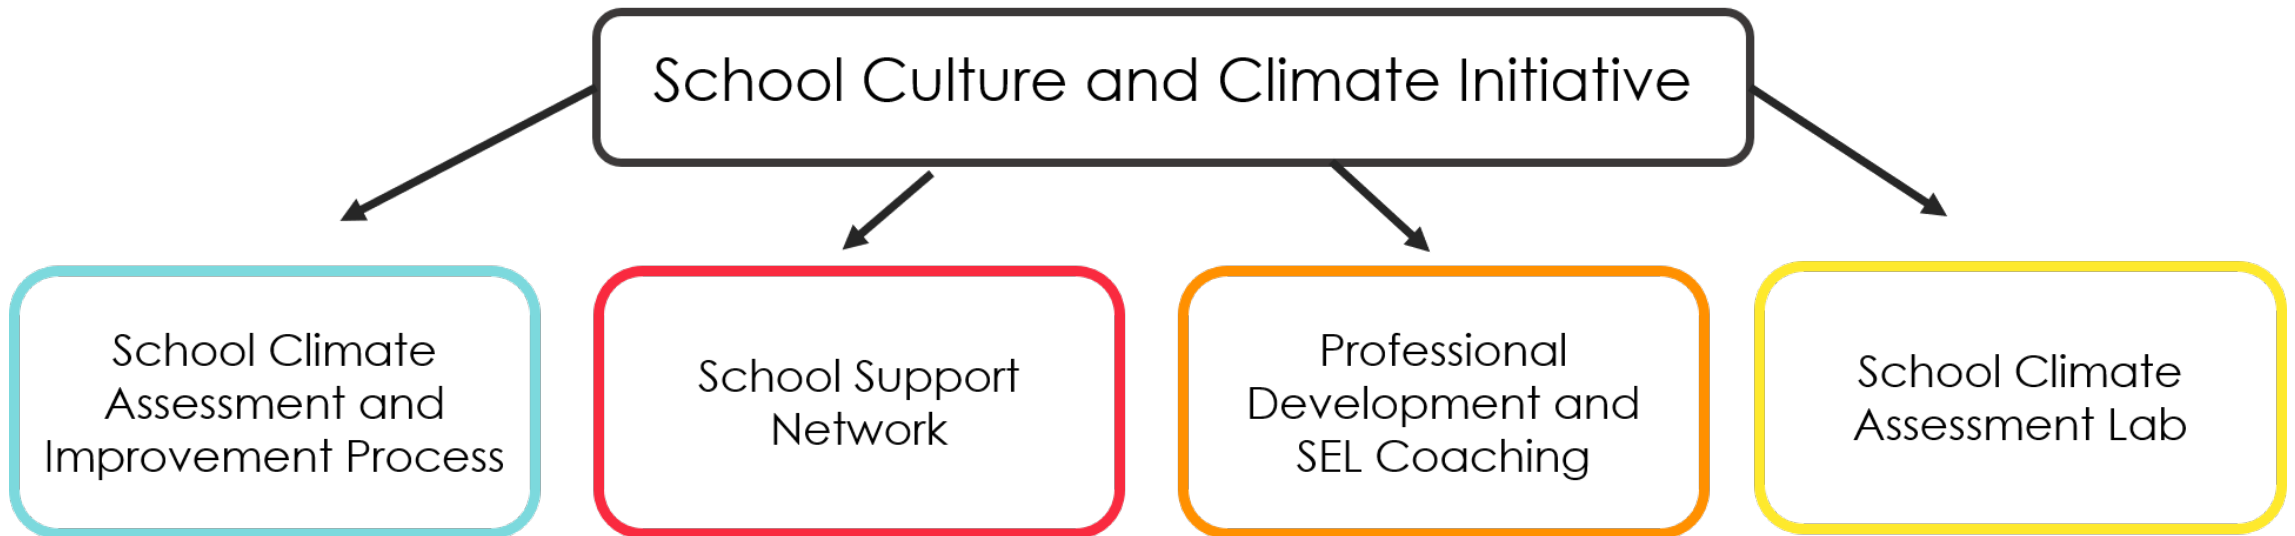 School Culture and Climate Initiative
School Climate
Assessment and
Improvement Process
School Support
Network
Professional
Development and
SEL Coaching
School Climate
Assessment Lab